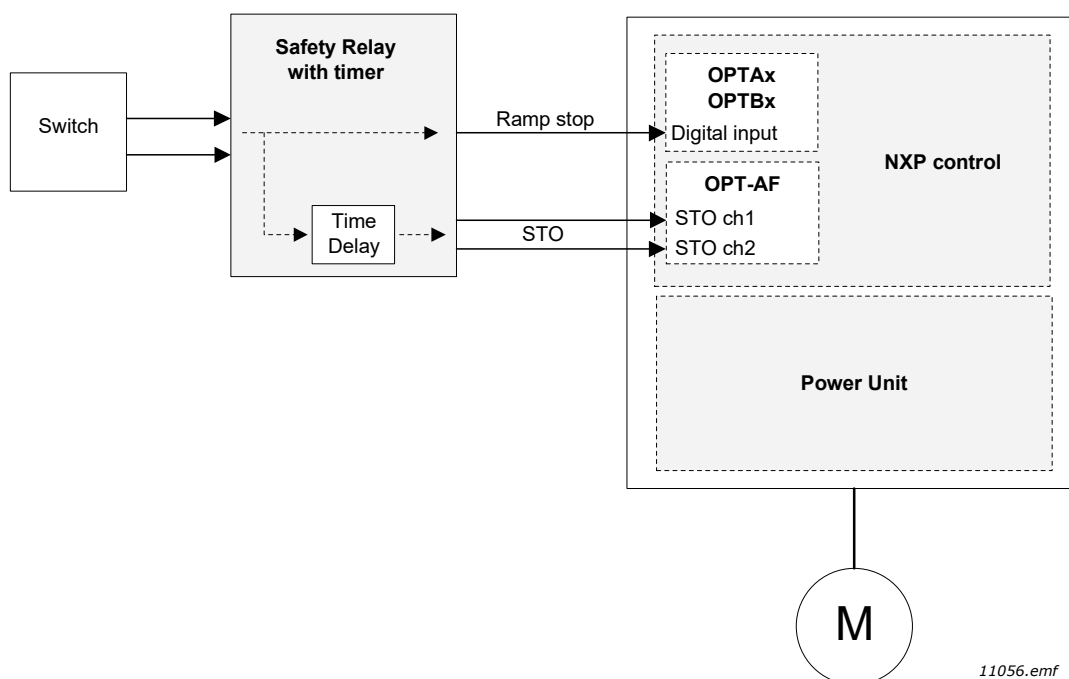 Safety Relay
with timer
Switch
Time
Delay
Ramp stop
STO
OPTAx
OPTBx
Digital input
OPT-AF
STO ch1
STO ch2
NXP control
Power Unit
M
11056.emf